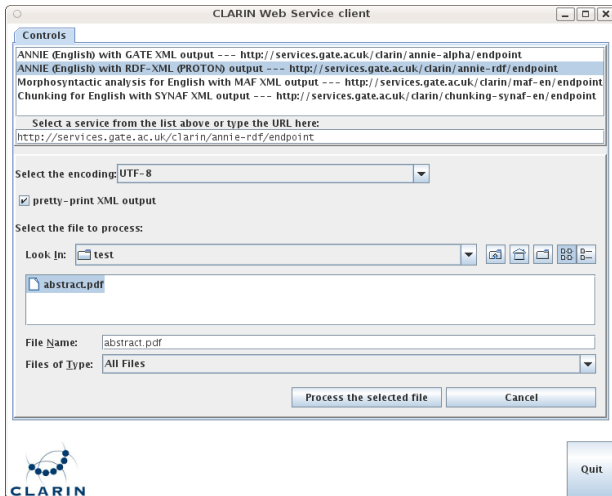 CLARIN Web Service client
Controls
ANNIE (English) with GATE XML output --- http://services.gate.ac.uk/clarin/annie-alpha/endpoint
ANNIE (English) with RDF-XML (PROTON) output --- http://services.gate.ac.uk/clarin/annie-rdf/endpoint
Morphosyntactic analysis for English with MAF XML output --- http://services.gate.ac.uk/clarin/maf-en/endpoint
Chunking for English with SYNAF XML output --- http://services.gate.ac.uk/clarin/chunking-synaf-en/endpoint
Select a service from the list above or type the URL here:
http://services.gate.ac.uk/clarin/annie-rdf/endpoint
Select the encoding: UTF-8
pretty-print XML output
Select the file to process:
Look In: test
abstract.pdf
File Name: abstract.pdf
Files of Type: All Files
Process the selected file Cancel
Quit
CLARIN